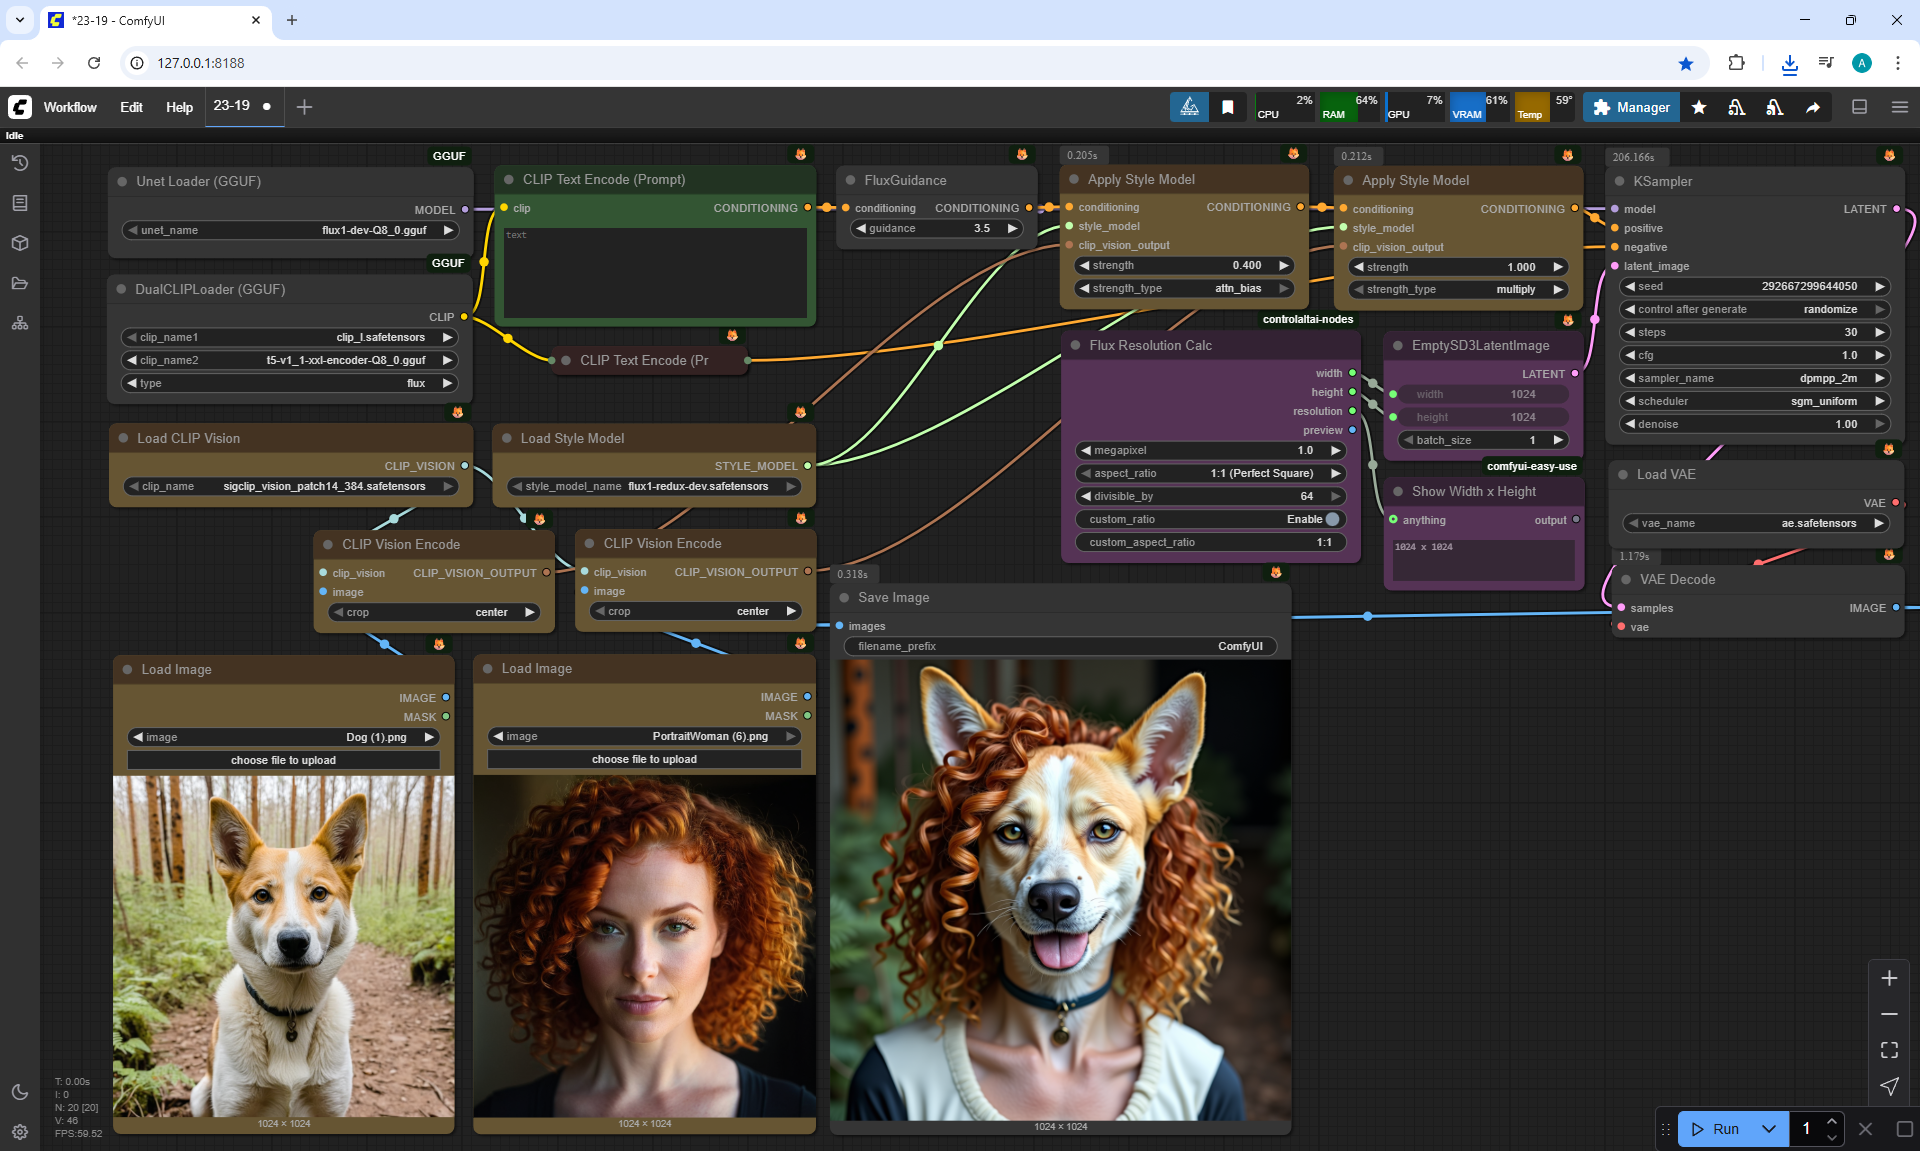 *23-19 - ComfyUI
127.0.0.1:8188
A
Workflow
Edit
Help
23-19
CPU 2%
RAM 64%
GPU 7%
VRAM 61%
Temp 59°
Manager
Idle
GGUF
Unet Loader (GGUF)
MODEL
unet_name flux1-dev-Q8_0.gguf
GGUF
DualCLIPLoader (GGUF)
CLIP
clip_name1 clip_l.safetensors
clip_name2 t5-v1_1-xxl-encoder-Q8_0.gguf
type flux
CLIP Text Encode (Prompt)
clip CONDITIONING
text
CLIP Text Encode (Pr
FluxGuidance
conditioning CONDITIONING
guidance 3.5
0.205s
Apply Style Model
conditioning CONDITIONING
style_model
clip_vision_output
strength 0.400
strength_type attn_bias
0.212s
Apply Style Model
conditioning CONDITIONING
style_model
clip_vision_output
strength 1.000
strength_type multiply
206.166s
KSampler
model LATENT
positive
negative
latent_image
seed 292667299644050
control after generate randomize
steps 30
cfg 1.0
sampler_name dpmpp_2m
scheduler sgm_uniform
denoise 1.00
controlaltai-nodes
Flux Resolution Calc
width
height
resolution
preview
megapixel 1.0
aspect_ratio 1:1 (Perfect Square)
divisible_by 64
custom_ratio Enable
custom_aspect_ratio 1:1
EmptySD3LatentImage
LATENT
width 1024
height 1024
batch_size 1
comfyui-easy-use
Show Width x Height
anything output
1024 x 1024
Load VAE
VAE
vae_name ae.safetensors
1.179s
VAE Decode
samples IMAGE
vae
Load CLIP Vision
CLIP_VISION
clip_name sigclip_vision_patch14_384.safetensors
Load Style Model
STYLE_MODEL
style_model_name flux1-redux-dev.safetensors
CLIP Vision Encode
clip_vision CLIP_VISION_OUTPUT
image
crop center
CLIP Vision Encode
clip_vision CLIP_VISION_OUTPUT
image
crop center
0.318s
Save Image
images
filename_prefix ComfyUI
1024 × 1024
Load Image
IMAGE
MASK
image Dog (1).png
choose file to upload
1024 × 1024
Load Image
IMAGE
MASK
image PortraitWoman (6).png
choose file to upload
1024 × 1024
T: 0.00s
I: 0
N: 20 [20]
V: 46
FPS:59.52
Run
1